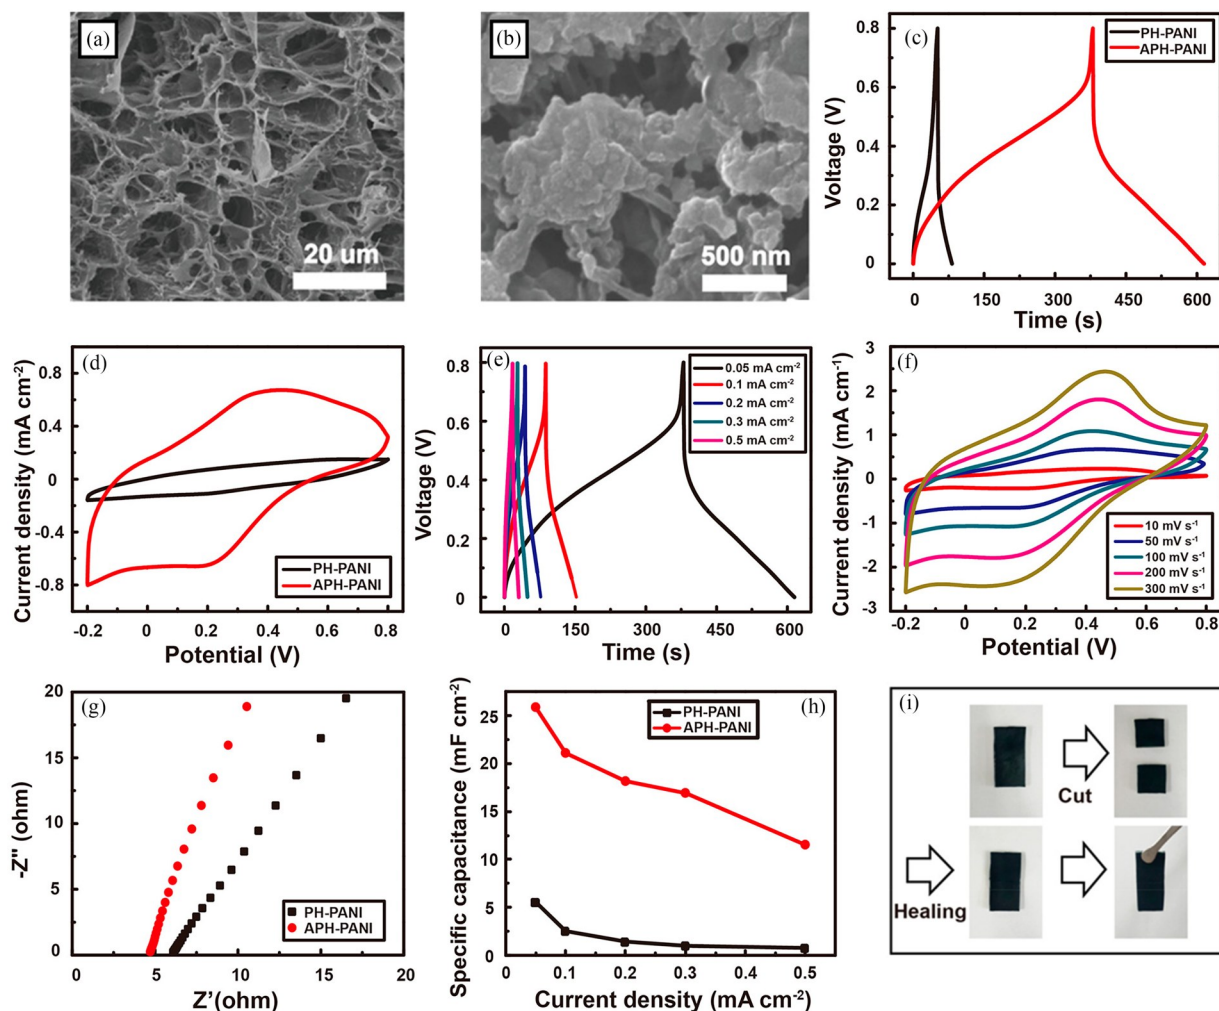 (a)
20 um
(b)
500 nm
(c)
PH-PANI
APH-PANI
Voltage (V)
0.8
0.6
0.4
0.2
0
0
150
300
450
600
Time (s)
(d)
Current density (mA cm-2)
0.8
0.4
0
-0.4
-0.8
PH-PANI
APH-PANI
-0.2
0
0.2
0.4
0.6
0.8
Potential (V)
(e)
0.05 mA cm-2
0.1 mA cm-2
0.2 mA cm-2
0.3 mA cm-2
0.5 mA cm-2
Voltage (V)
0.8
0.6
0.4
0.2
0
0
150
300
450
600
Time (s)
(f)
Current density (mA cm-1)
3
2
1
0
-1
-2
-3
10 mV s-1
50 mV s-1
100 mV s-1
200 mV s-1
300 mV s-1
-0.2
0
0.2
0.4
0.6
0.8
Potential (V)
(g)
-Z'' (ohm)
20
15
10
5
0
PH-PANI
APH-PANI
0
5
10
15
20
Z'(ohm)
(h)
PH-PANI
APH-PANI
Specific capacitance (mF cm-2)
25
20
15
10
5
0
0
0.1
0.2
0.3
0.4
0.5
Current density (mA cm-2)
(i)
Cut
Healing